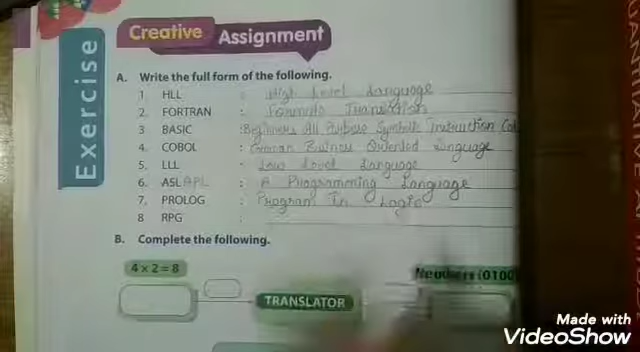 Exercise
Creative Assignment
A. Write the full form of the following.
1. HLL : High Level Language
2. FORTRAN : Formula Translation
3 BASIC : Beginners All Purpose Symbolic Instruction Co
4. COBOL : Common Business Oriented Language
5. LLL : Low Level Language
6. ASL APL : A Programming Language
7. PROLOG : Program In Logic
8 RPG :
B. Complete the following.
4 x 2 = 8
Numbers (0100
TRANSLATOR
Made with
VideoShow